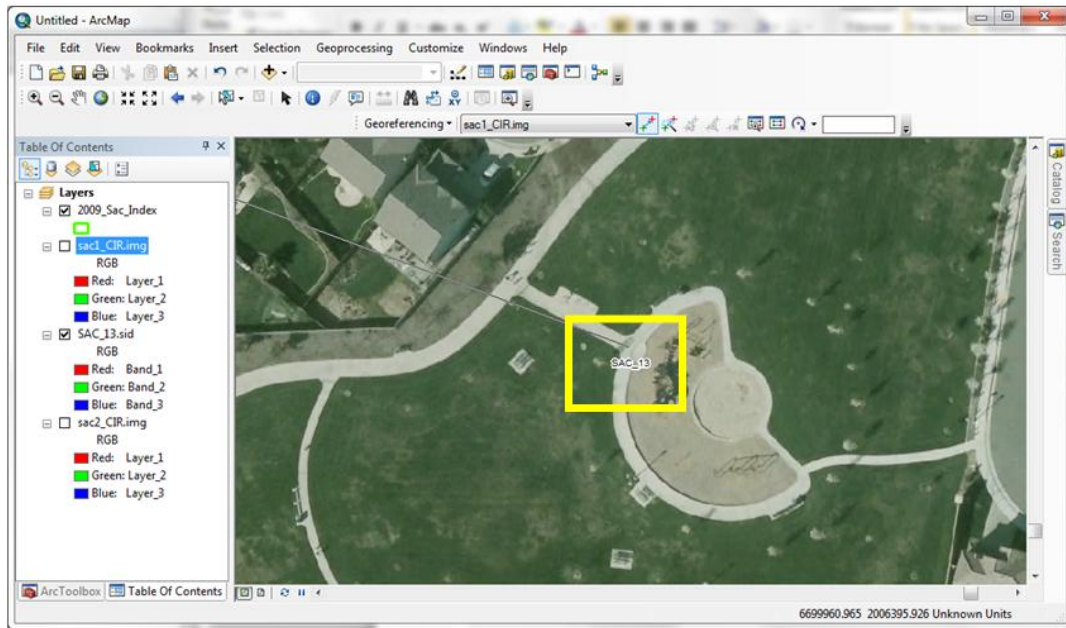 Untitled - ArcMap
File Edit View Bookmarks Insert Selection Geoprocessing Customize Windows Help
Georeferencing sac1_CIR.img
Table Of Contents
Layers
2009_Sac_Index
sac1_CIR.img
RGB
Red: Layer_1
Green: Layer_2
Blue: Layer_3
SAC_13.sid
RGB
Red: Band_1
Green: Band_2
Blue: Band_3
sac2_CIR.img
RGB
Red: Layer_1
Green: Layer_2
Blue: Layer_3
SAC_13
Catalog
Search
ArcToolbox Table Of Contents
6699960.965 2006395.926 Unknown Units